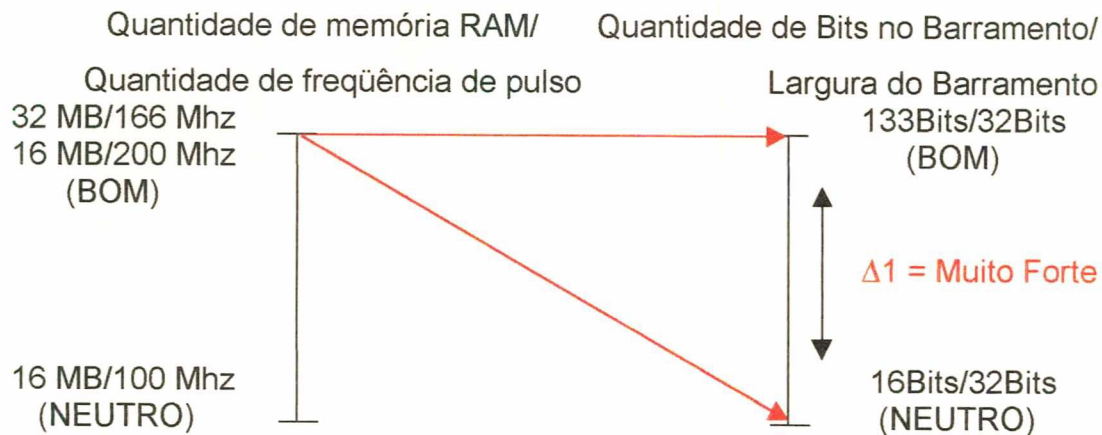 Quantidade de memória RAM/
Quantidade de freqüência de pulso
32 MB/166 Mhz
16 MB/200 Mhz
(BOM)
16 MB/100 Mhz
(NEUTRO)
Quantidade de Bits no Barramento/
Largura do Barramento
133Bits/32Bits
(BOM)
Δ1 = Muito Forte
16Bits/32Bits
(NEUTRO)